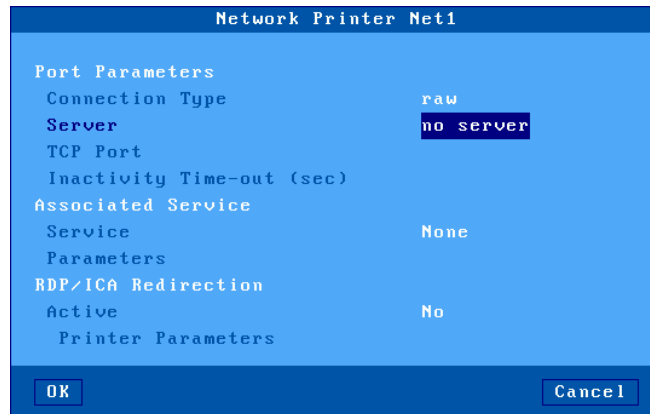 Network Printer Net1
Port Parameters
Connection Type raw
Server no server
TCP Port
Inactivity Time-out (sec)
Associated Service
Service None
Parameters
RDP/ICA Redirection
Active No
Printer Parameters
OK Cancel